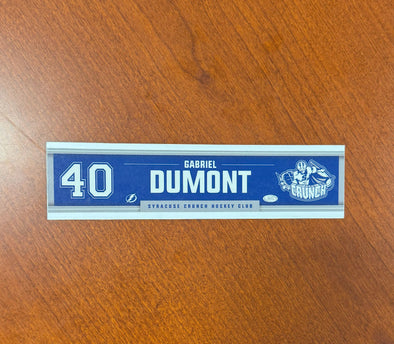 40
GABRIEL
DUMONT
SYRACUSE CRUNCH HOCKEY CLUB
CRUNCH